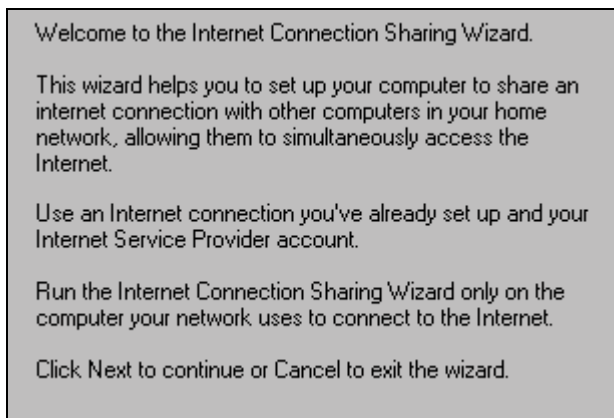 Welcome to the Internet Connection Sharing Wizard.
This wizard helps you to set up your computer to share an
internet connection with other computers in your home
network, allowing them to simultaneously access the
Internet.
Use an Internet connection you've already set up and your
Internet Service Provider account.
Run the Internet Connection Sharing Wizard only on the
computer your network uses to connect to the Internet.
Click Next to continue or Cancel to exit the wizard.